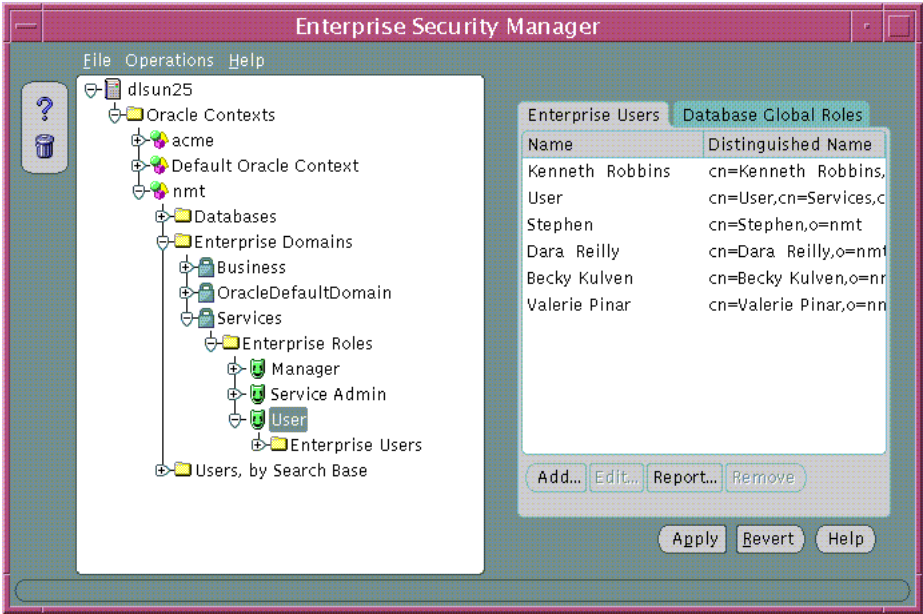 Enterprise Security Manager
File Operations Help
dlsun25
Oracle Contexts
acme
Default Oracle Context
nmt
Databases
Enterprise Domains
Business
OracleDefaultDomain
Services
Enterprise Roles
Manager
Service Admin
User
Enterprise Users
Users, by Search Base
Enterprise Users Database Global Roles
Name Distinguished Name
Kenneth Robbins cn=Kenneth Robbins,
User cn=User,cn=Services,c
Stephen cn=Stephen,o=nmt
Dara Reilly cn=Dara Reilly,o=nmt
Becky Kulven cn=Becky Kulven,o=nr
Valerie Pinar cn=Valerie Pinar,o=nn
Add... Edit... Report... Remove
Apply Revert Help